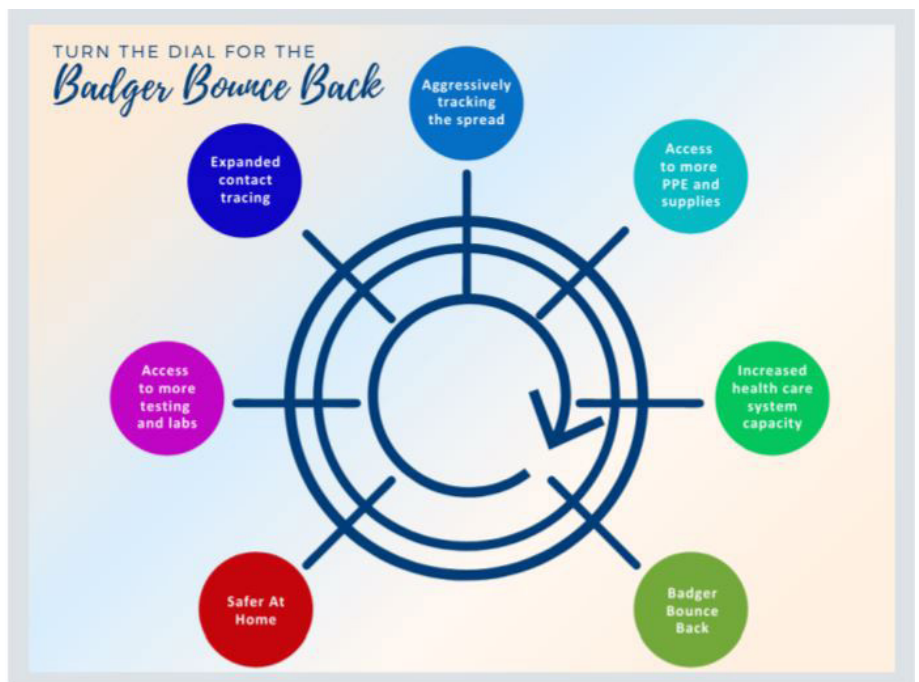 TURN THE DIAL FOR THE
Badger Bounce Back
Aggressively
tracking
the spread
Expanded
contact
tracing
Access
to more
PPE and
supplies
Access
to more
testing
and labs
Increased
health care
system
capacity
Safer At
Home
Badger
Bounce
Back